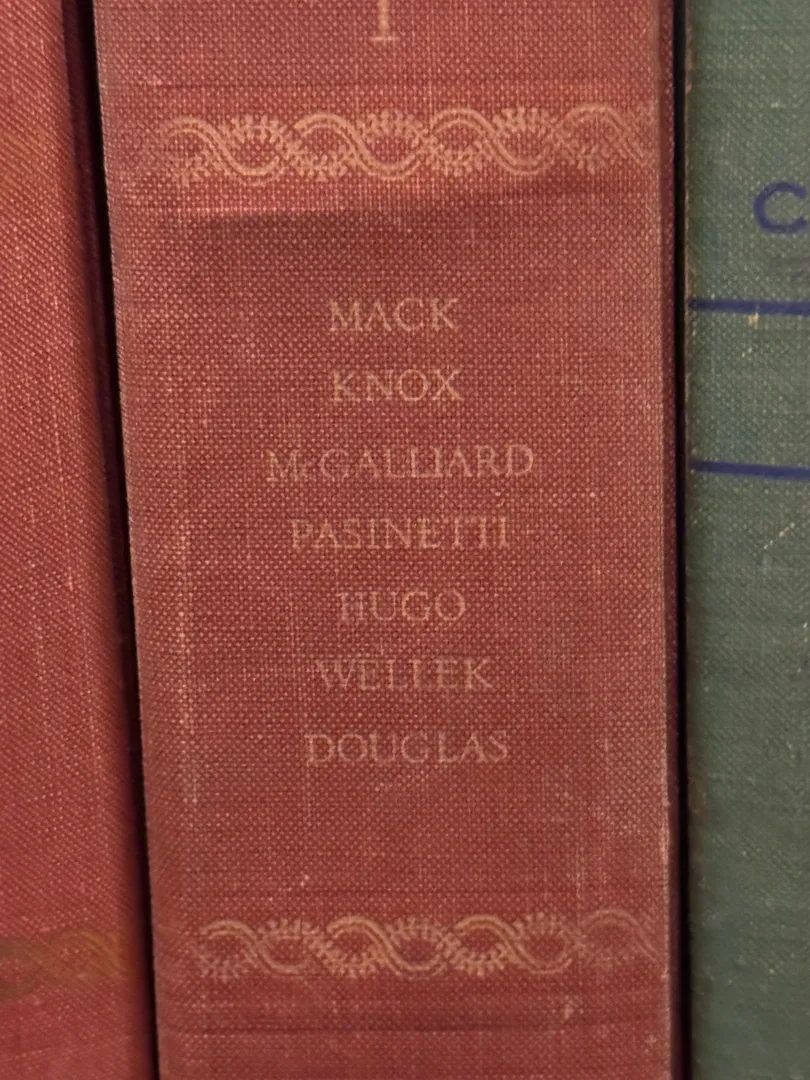 I
MACK
KNOX
McGALLIARD
PASINETTI
HUGO
WELLEK
DOUGLAS
C